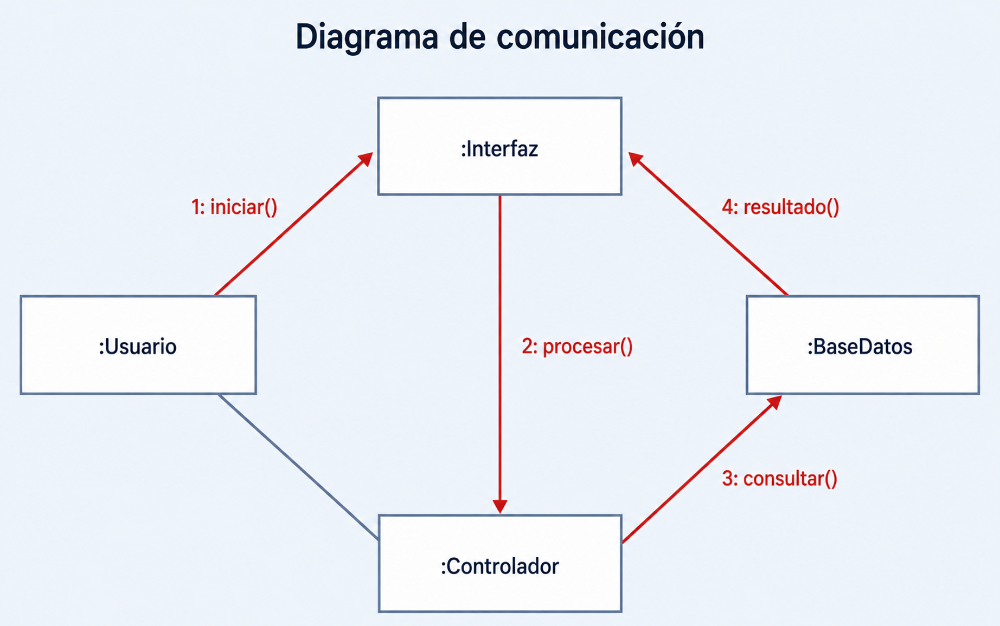 Diagrama de comunicación
:Interfaz
1: iniciar()
4: resultado()
:Usuario
2: procesar()
:BaseDatos
3: consultar()
:Controlador